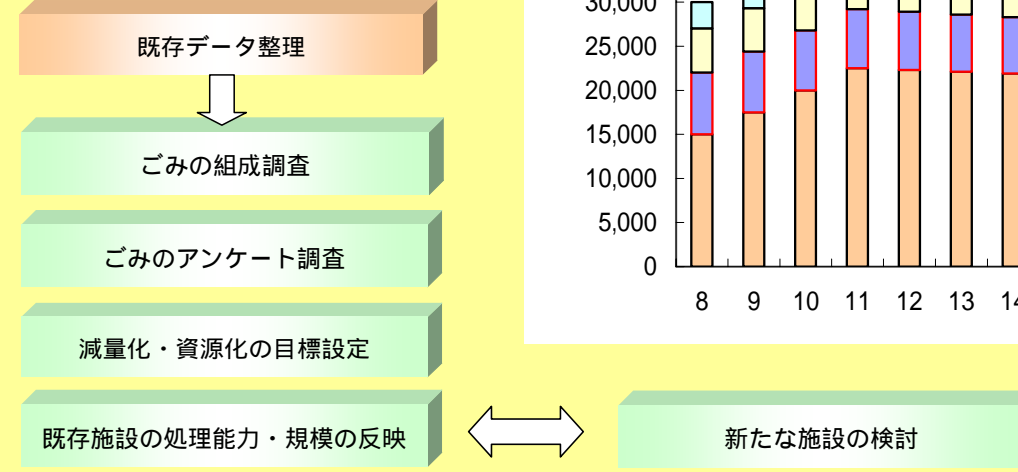 既存データ整理
ごみの組成調査
ごみのアンケート調査
減量化・資源化の目標設定
既存施設の処理能力・規模の反映
新たな施設の検討
30,000
25,000
20,000
15,000
10,000
5,000
0
8 9 10 11 12 13 14